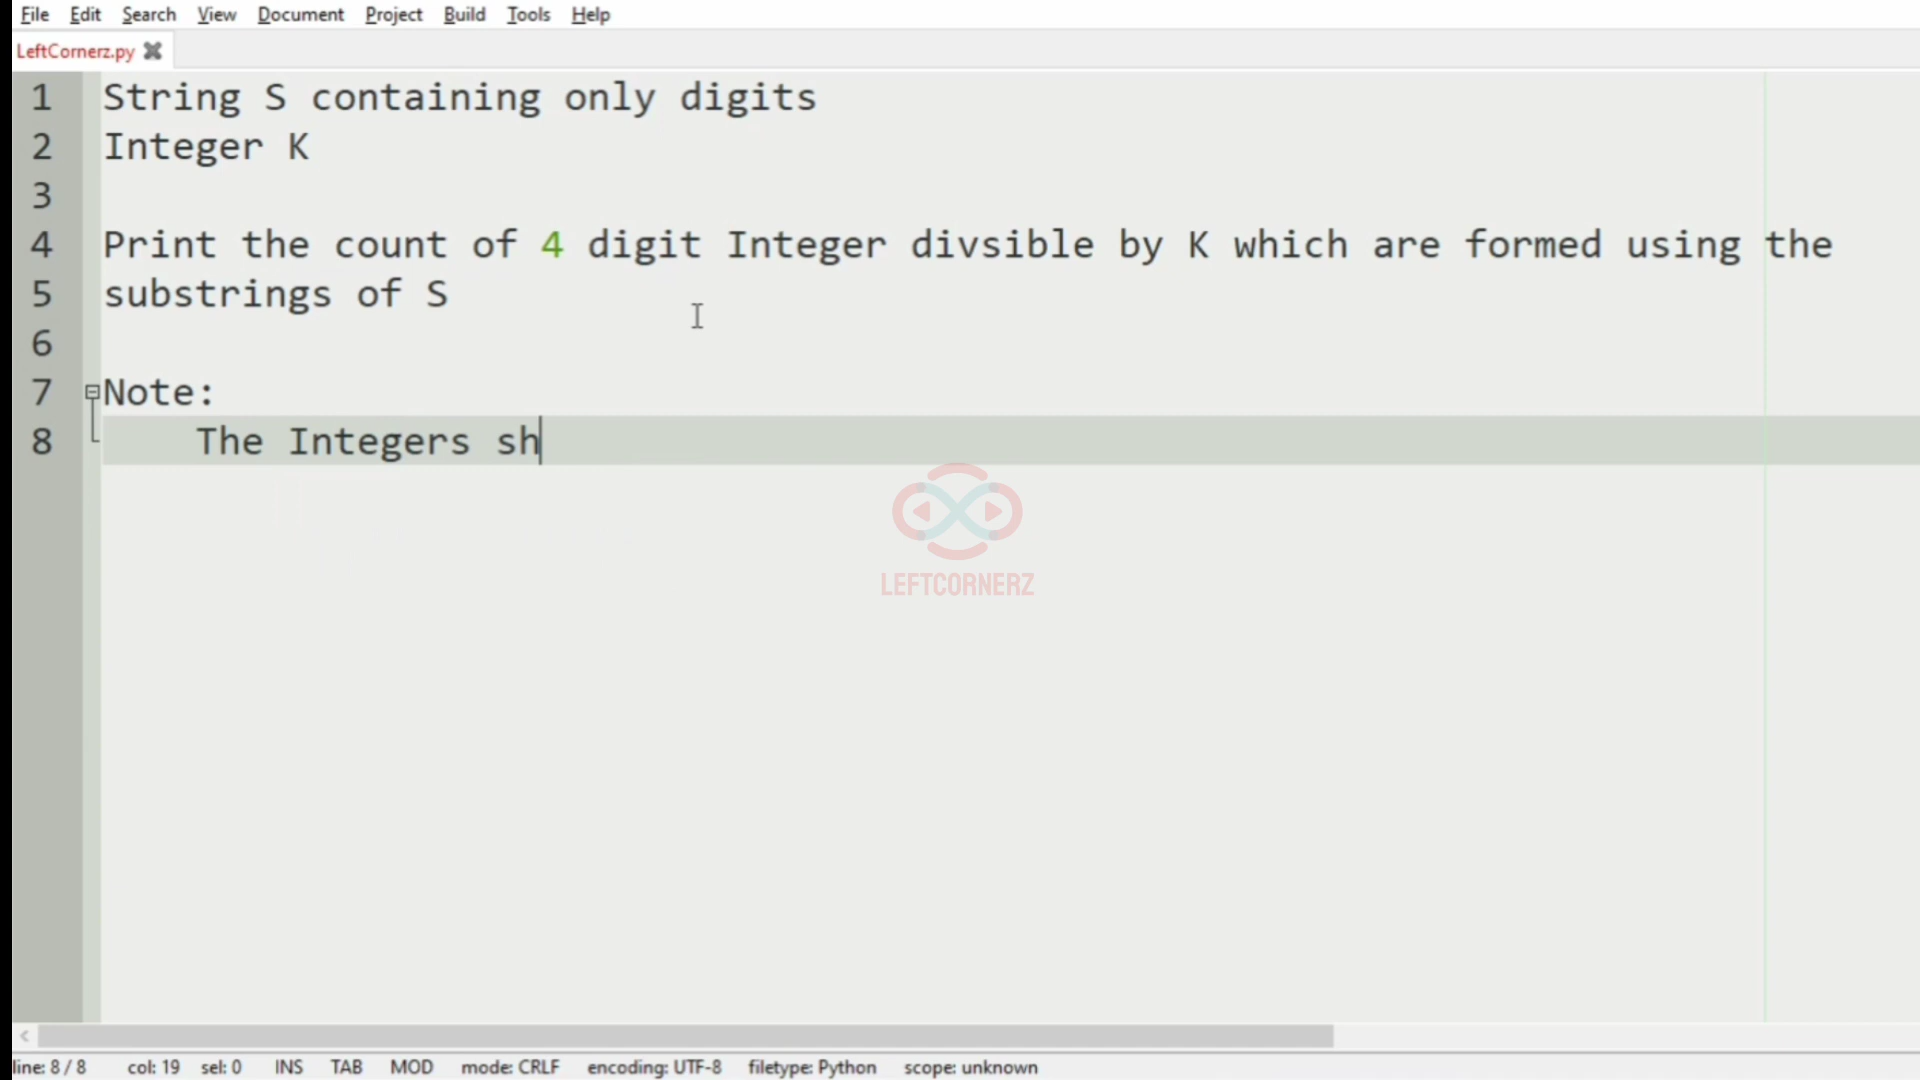 File Edit Search View Document Project Build Tools Help
LeftCornerz.py
1 String S containing only digits
2 Integer K
3
4 Print the count of 4 digit Integer divsible by K which are formed using the
5 substrings of S
6
7 Note:
8 The Integers sh
LEFTCORNERZ
line: 8 / 8 col: 19 sel: 0 INS TAB MOD mode: CRLF encoding: UTF-8 filetype: Python scope: unknown